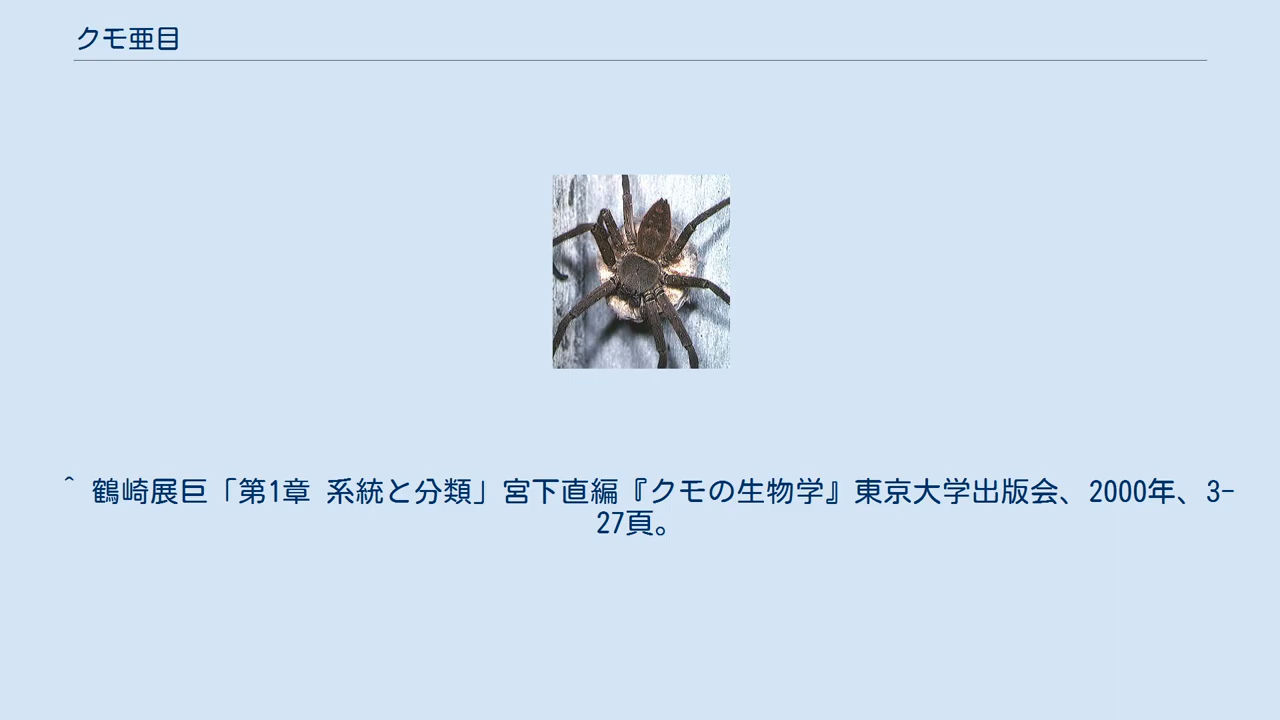 クモ亜目
^ 鶴崎展巨「第1章 系統と分類」宮下直編『クモの生物学』東京大学出版会、2000年、3-
27頁。